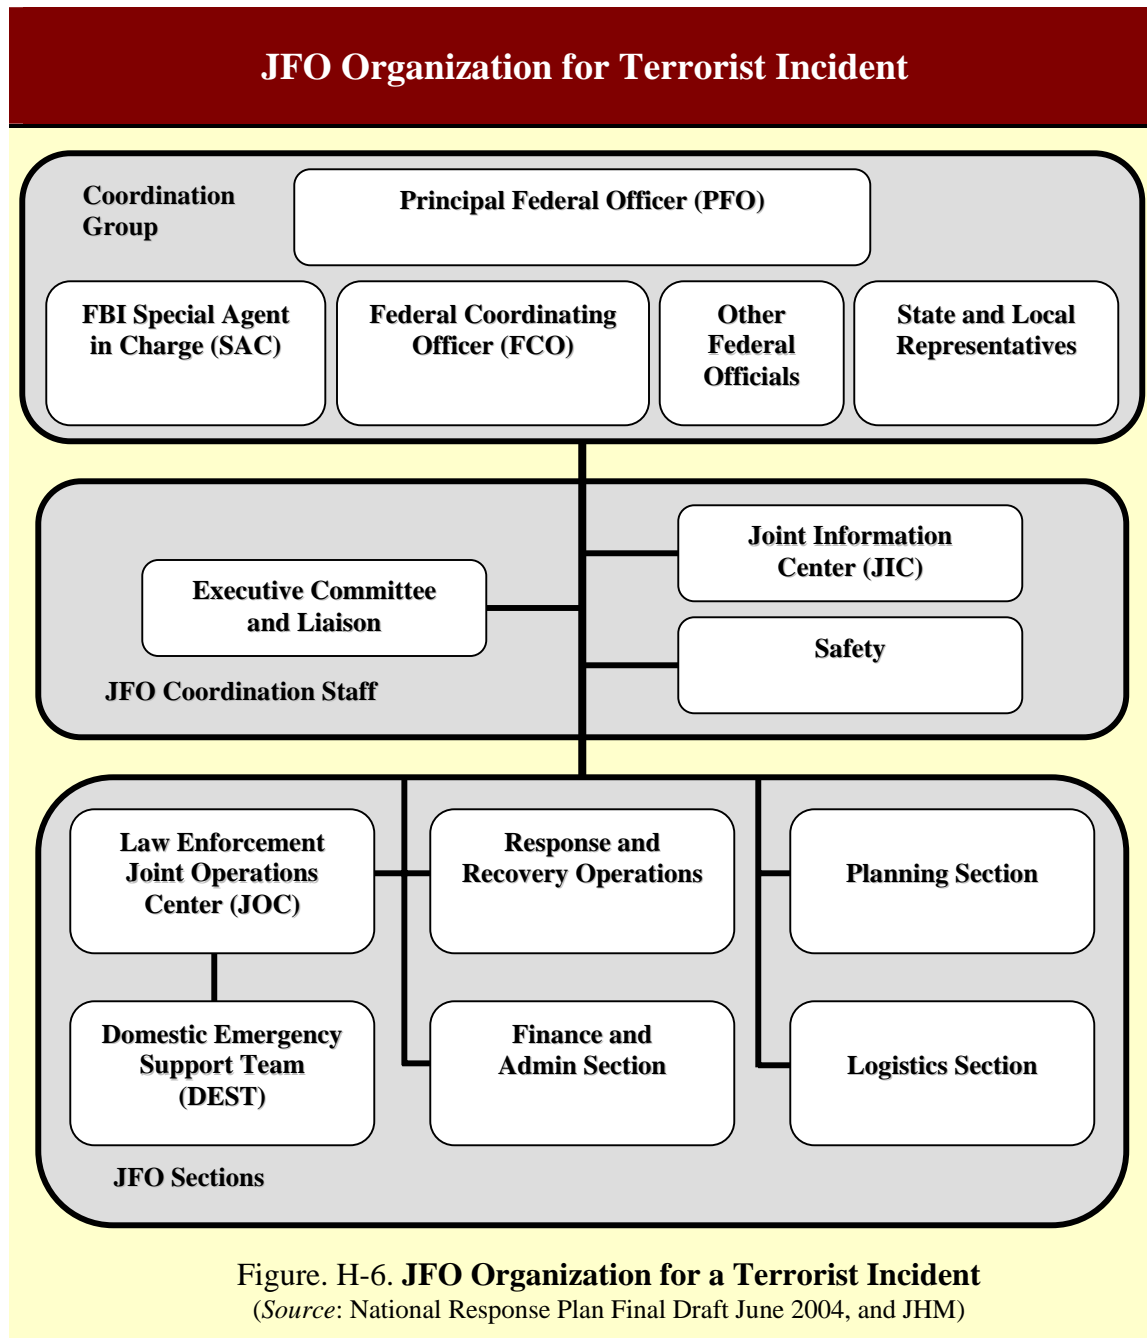 JFO Organization for Terrorist Incident
Coordination
Group
Principal Federal Officer (PFO)
FBI Special Agent
in Charge (SAC)
Federal Coordinating
Officer (FCO)
Other
Federal
Officials
State and Local
Representatives
Joint Information
Center (JIC)
Executive Committee
and Liaison
Safety
JFO Coordination Staff
Law Enforcement
Joint Operations
Center (JOC)
Response and
Recovery Operations
Planning Section
Domestic Emergency
Support Team
(DEST)
Finance and
Admin Section
Logistics Section
JFO Sections
Figure. H-6. JFO Organization for a Terrorist Incident
(Source: National Response Plan Final Draft June 2004, and JHM)